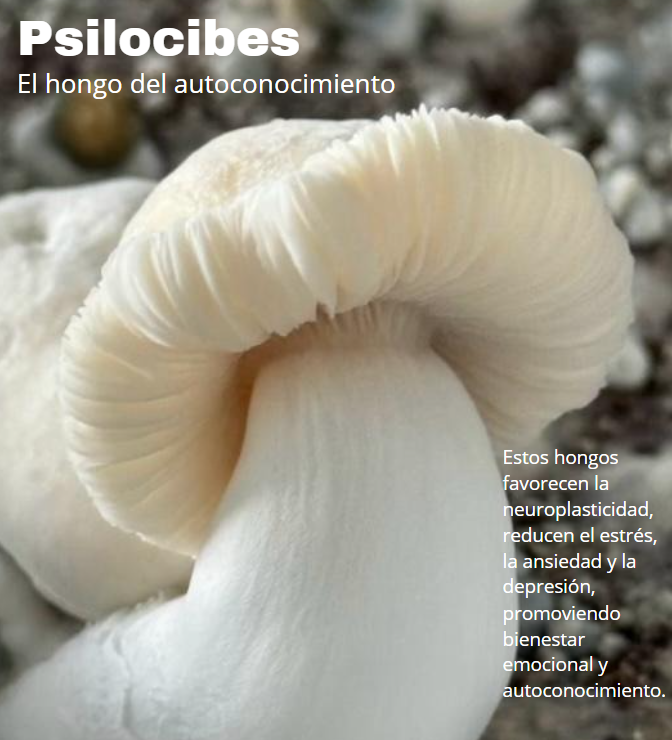 Psilocibes
El hongo del autoconocimiento
Estos hongos
favorecen la
neuroplasticidad,
reducen el estrés,
la ansiedad y la
depresión,
promoviendo
bienestar
emocional y
autoconocimiento.